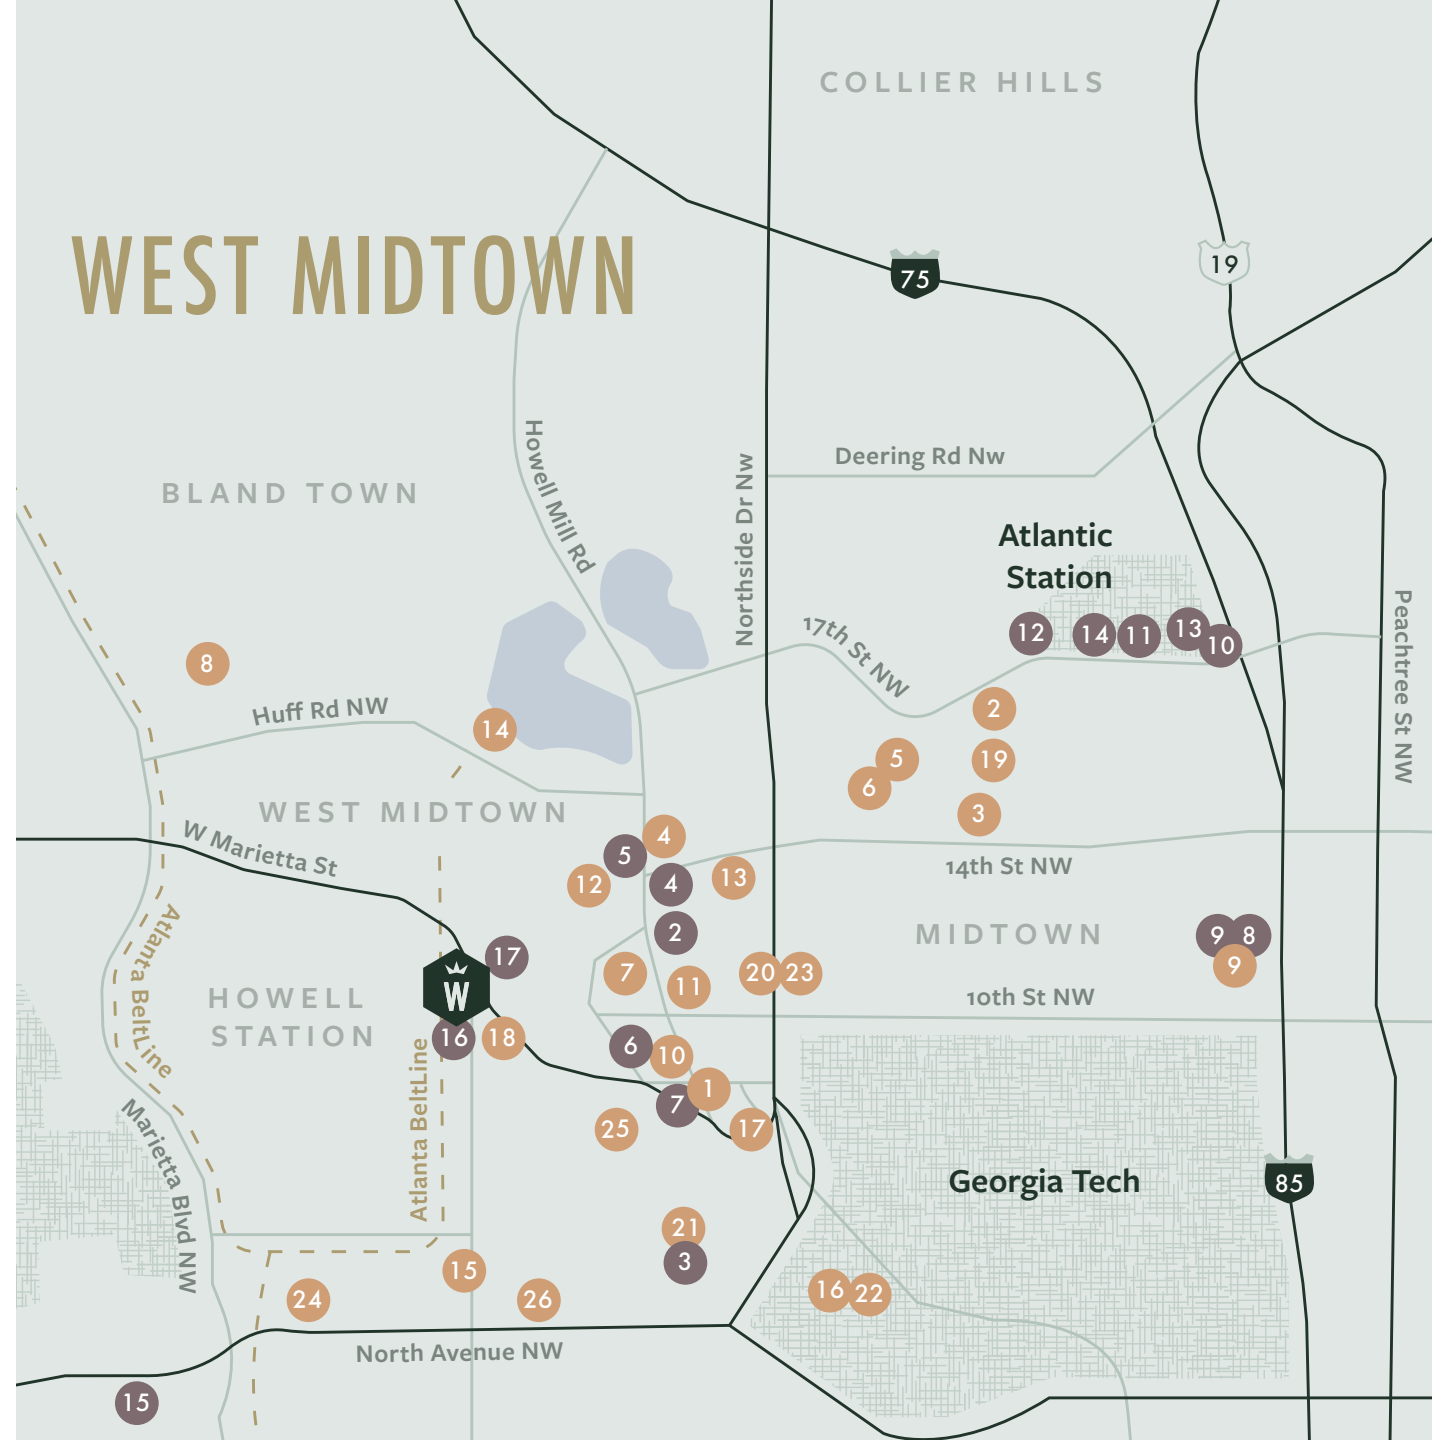 COLLIER HILLS
WEST MIDTOWN
19
75
Howell Mill Rd
Northside Dr Nw
Deering Rd Nw
BLAND TOWN
Atlantic
Station
12
14
11
13
10
17th St NW
Peachtree St NW
8
Huff Rd NW
14
2
5
19
6
3
WEST MIDTOWN
W Marietta St
4
5
12
4
13
14th St NW
2
MIDTOWN
9
8
9
Atlanta BeltLine
17
7
11
20
23
W
HOWELL
STATION
10th St NW
16
18
6
10
1
7
25
17
Atlanta BeltLine
Marietta Blvd NW
Georgia Tech
85
21
3
15
24
26
16
22
North Avenue NW
15